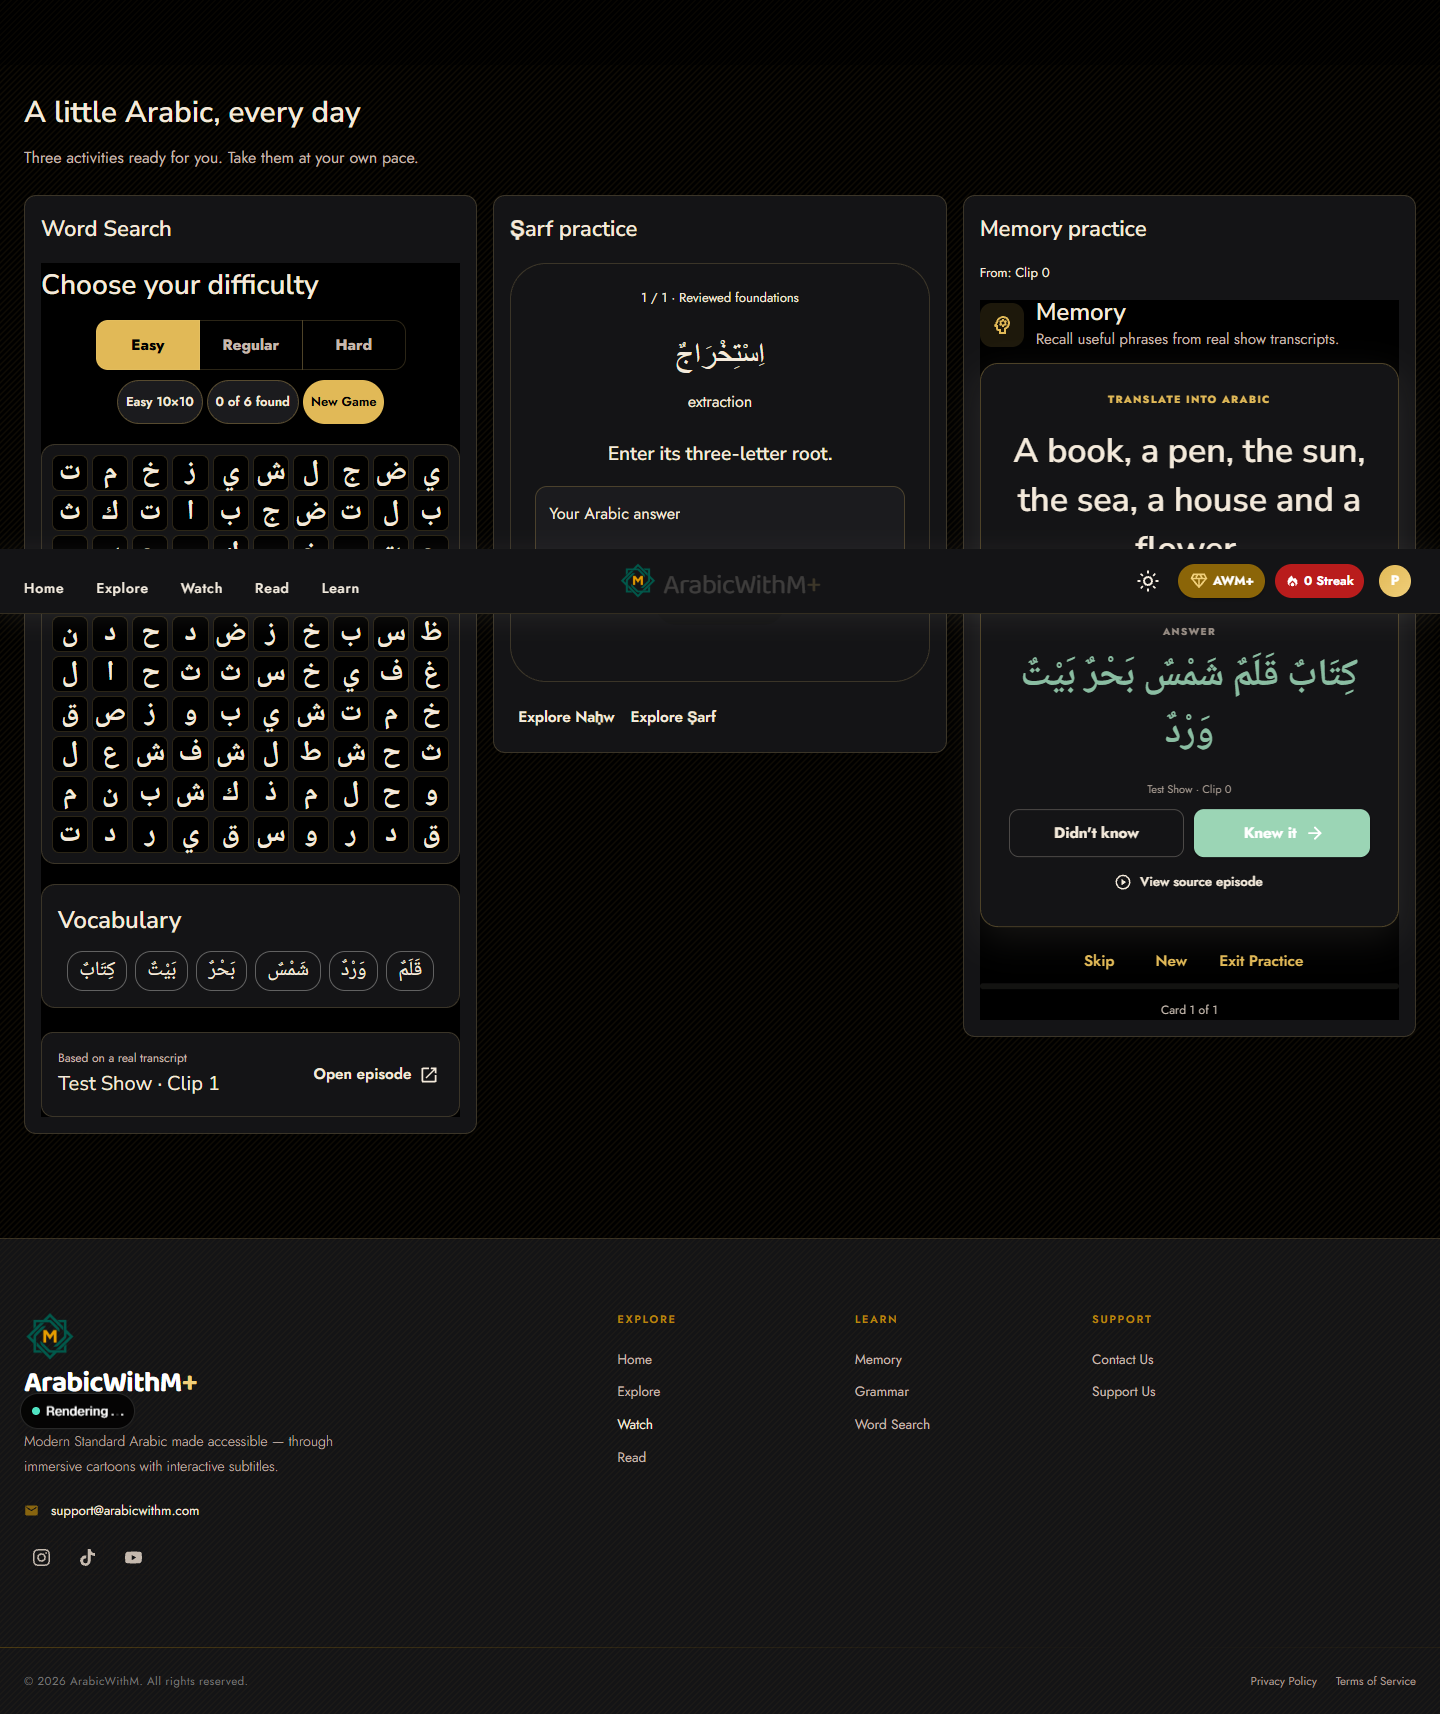 A little Arabic, every day
Three activities ready for you. Take them at your own pace.
Word Search
Choose your difficulty
Easy Regular Hard
Easy 10×10 0 of 6 found New Game
ت م خ ز ي ش ل ج ض ي
ث ك ت ا ب ج ض ت ل ب
ن د ح د ض ز خ ب س ظ
ل ا ح ث ث س خ ي ف غ
ق ص ز و ب ي ش ت م خ
ل ع ش ف ش ل ط ش ح ث
م ن ب ش ك ذ م ل ح و
ت د ر ي ق س و ر د ق
Vocabulary
كِتَابٌ بَيْتٌ بَحْرٌ شَمْسٌ وَرْدٌ قَلَمٌ
Based on a real transcript
Test Show · Clip 1
Open episode
Ṣarf practice
1 / 1 · Reviewed foundations
اِسْتِخْرَاجٌ
extraction
Enter its three-letter root.
Your Arabic answer
Explore Naḥw Explore Ṣarf
Memory practice
From: Clip 0
Memory
Recall useful phrases from real show transcripts.
TRANSLATE INTO ARABIC
A book, a pen, the sun,
the sea, a house and a
flower
ANSWER
كِتَابٌ قَلَمٌ شَمْسٌ بَحْرٌ بَيْتٌ
وَرْدٌ
Test Show · Clip 0
Didn't know Knew it
View source episode
Skip New Exit Practice
Card 1 of 1
Home Explore Watch Read Learn
M ArabicWithM+
AWM+ 0 Streak P
M
ArabicWithM+
Rendering...
Modern Standard Arabic made accessible — through
immersive cartoons with interactive subtitles.
support@arabicwithm.com
EXPLORE
Home
Explore
Watch
Read
LEARN
Memory
Grammar
Word Search
SUPPORT
Contact Us
Support Us
© 2026 ArabicWithM. All rights reserved.
Privacy Policy Terms of Service